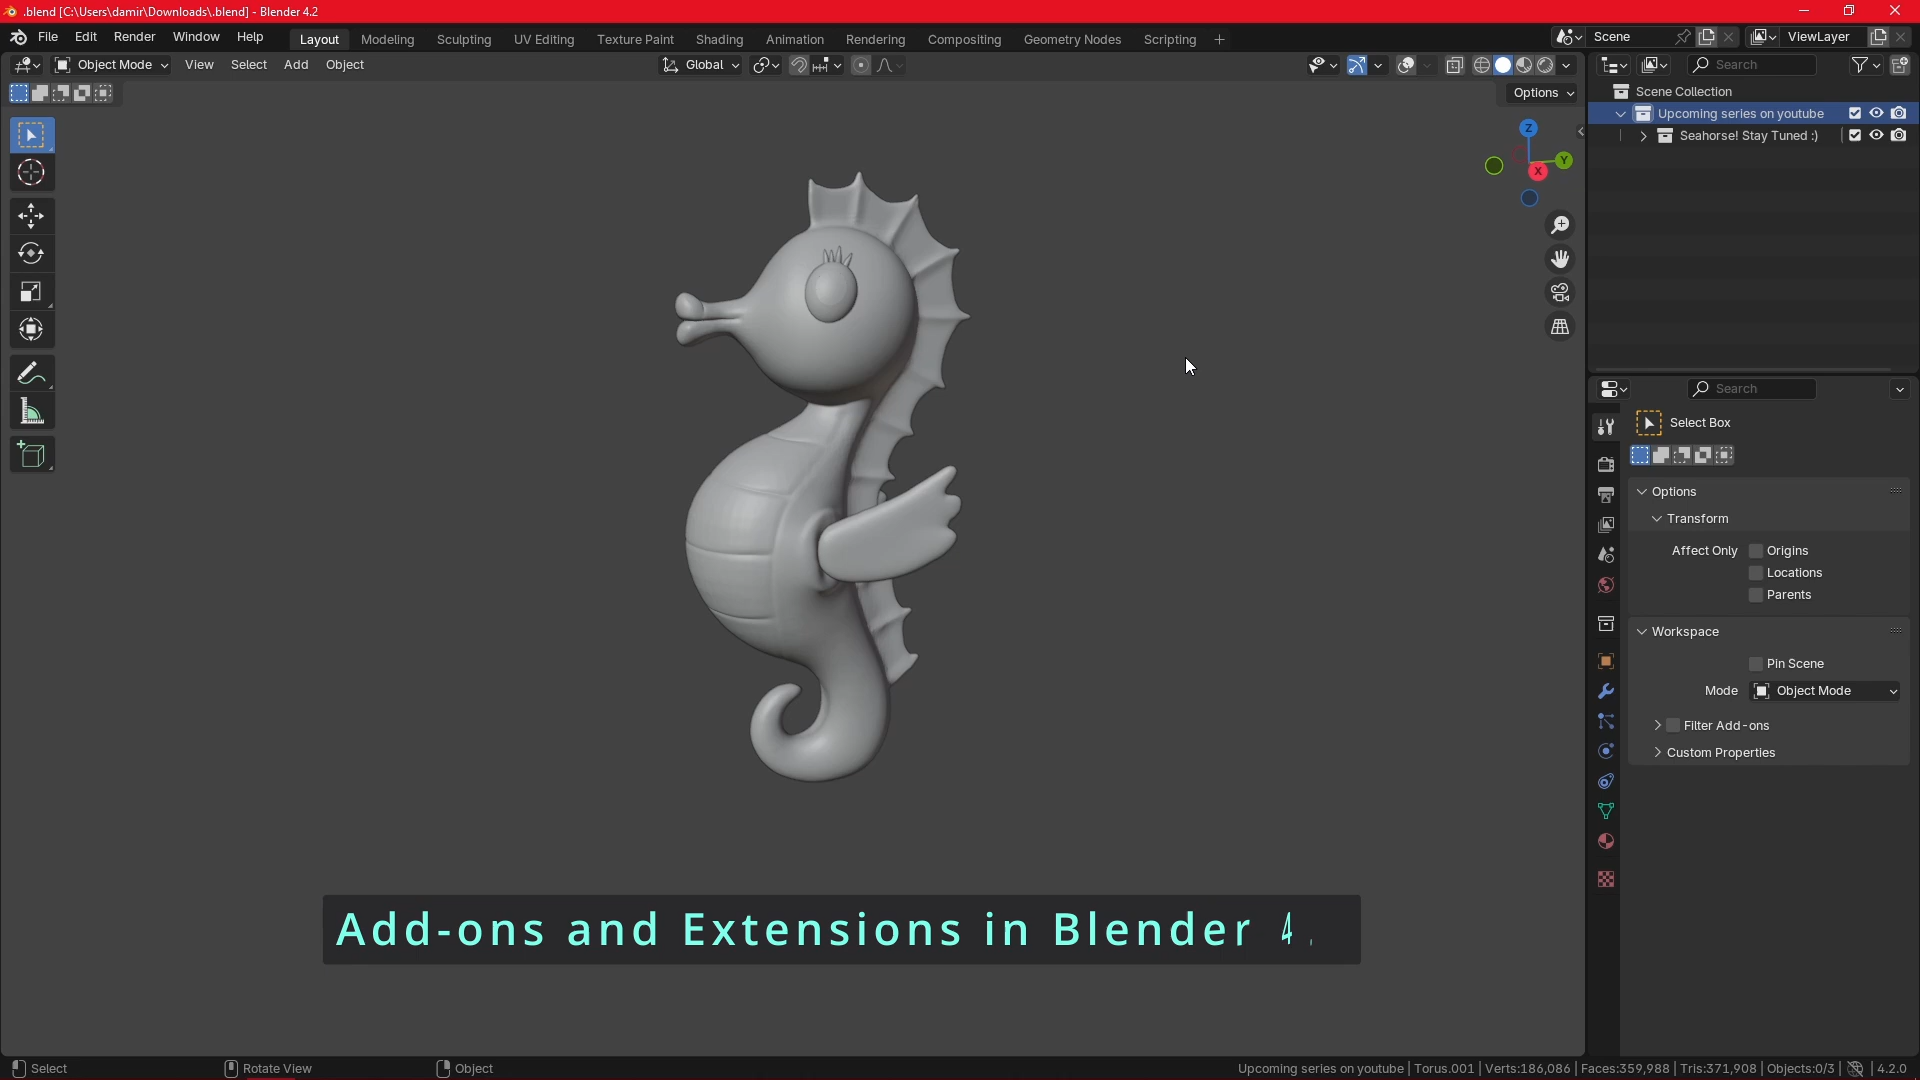 .blend [C:\Users\damir\Downloads\.blend] - Blender 4.2
File Edit Render Window Help Layout Modeling Sculpting UV Editing Texture Paint Shading Animation Rendering Compositing Geometry Nodes Scripting + Scene ViewLayer
Object Mode View Select Add Object Global Search
Options
Scene Collection
Upcoming series on youtube
Seahorse! Stay Tuned :)
Z
Y
X
Search
Select Box
Options
Transform
Affect Only Origins
Locations
Parents
Workspace
Pin Scene
Mode Object Mode
Filter Add-ons
Custom Properties
Add-ons and Extensions in Blender 4.
Select Rotate View Object Upcoming series on youtube | Torus.001 | Verts:186,086 | Faces:359,988 | Tris:371,908 | Objects:0/3 | 4.2.0